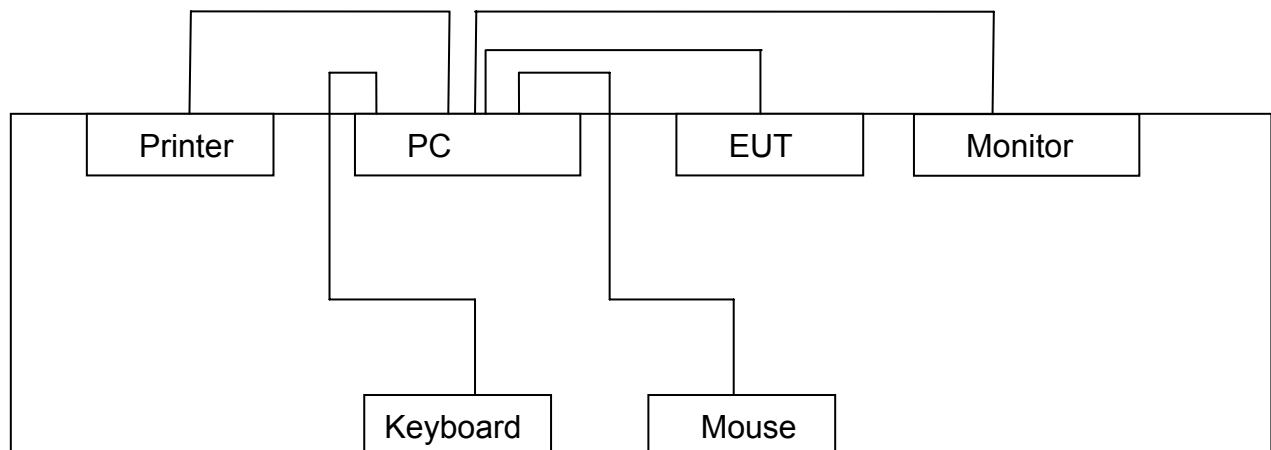 Printer
PC
EUT
Monitor
Keyboard
Mouse